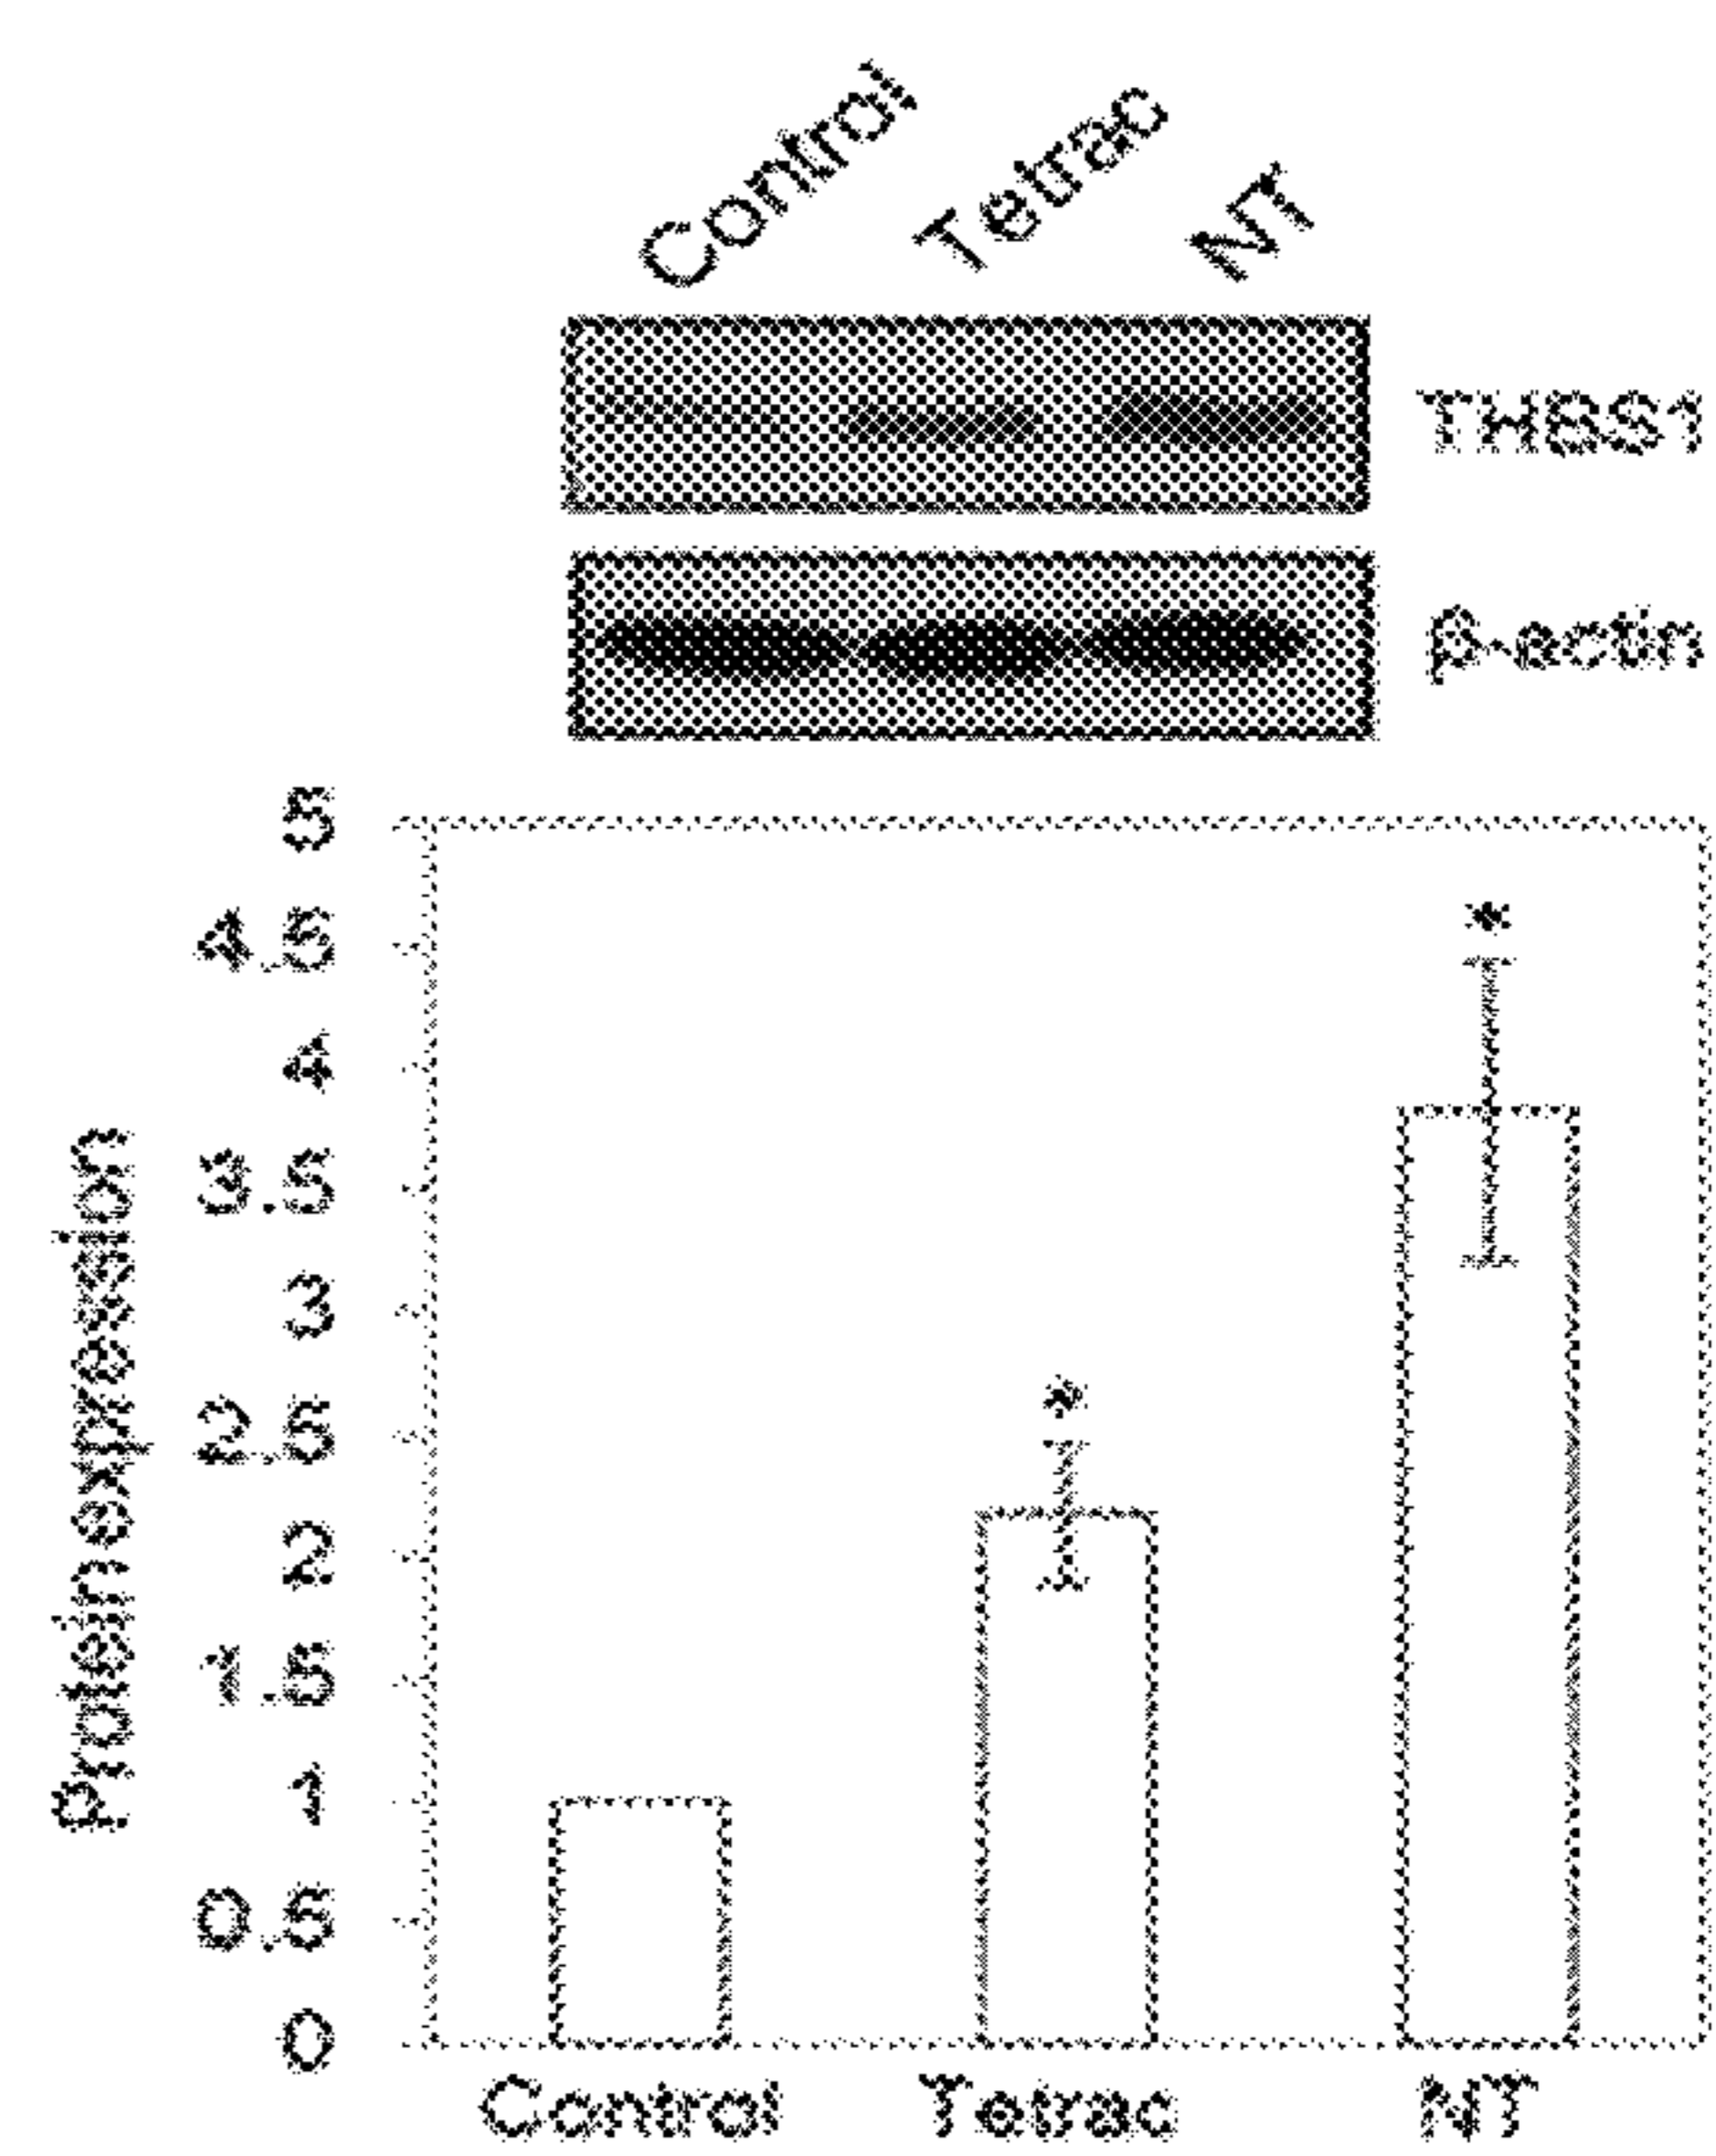 Control Tetrac NT
THBS1
β-actin
Protein expression
5
4.5
4
3.5
3
2.5
2
1.5
1
0.5
0
*
*
Control Tetrac NT